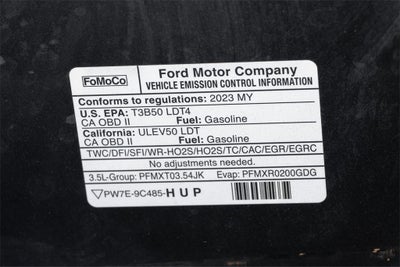 FoMoCo
Ford Motor Company
VEHICLE EMISSION CONTROL INFORMATION
Conforms to regulations: 2023 MY
U.S. EPA: T3B50 LDT4
CA OBD II Fuel: Gasoline
California: ULEV50 LDT
CA OBD II Fuel: Gasoline
TWC/DFI/SFI/WR-HO2S/HO2S/TC/CAC/EGR/EGRC
No adjustments needed.
3.5L-Group: PFMXT03.54JK Evap: PFMXR0200GDG
PW7E-9C485-HUP